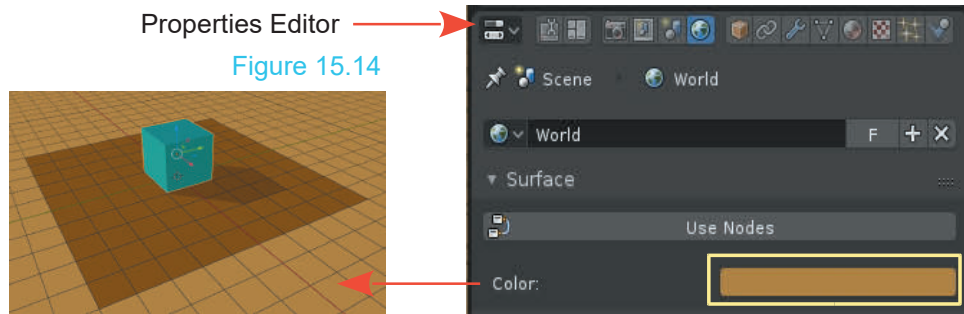 Properties Editor
Figure 15.14
Scene World
World F
Surface
Use Nodes
Color: